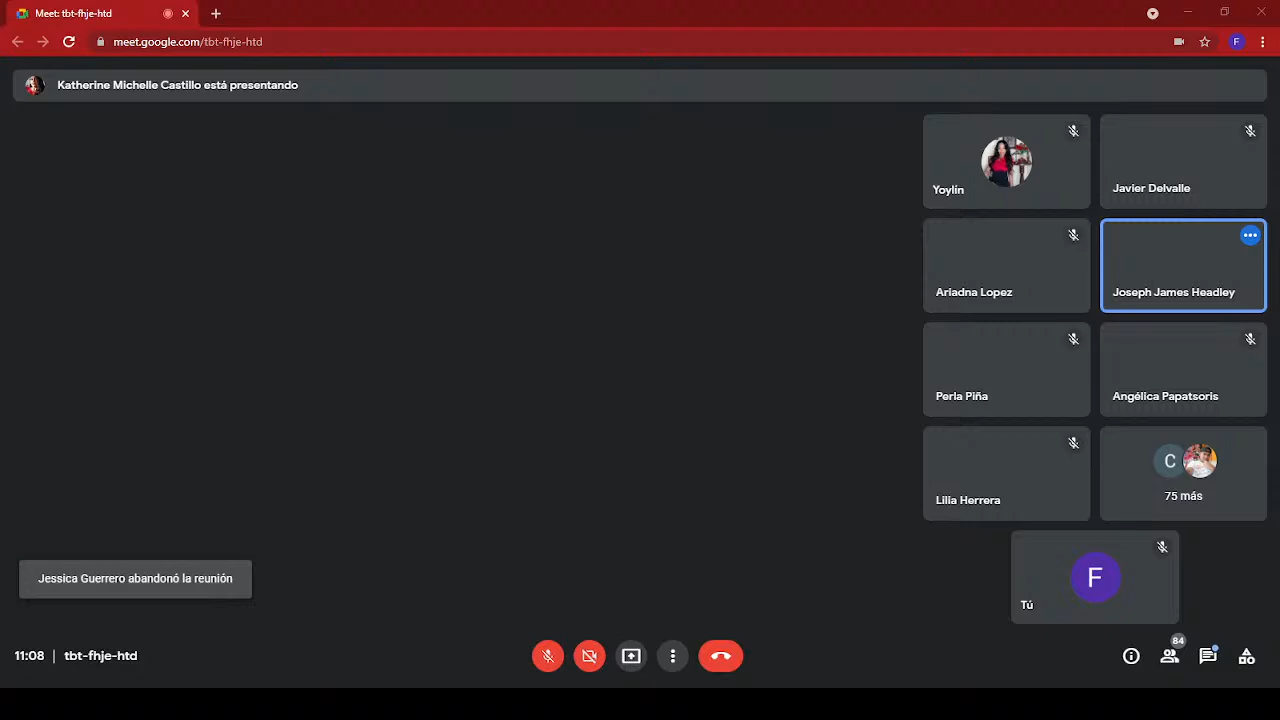 Meet: tbt-fhje-htd
meet.google.com/tbt-fhje-htd
F
Katherine Michelle Castillo está presentando
Yoylín
Javier Delvalle
Ariadna Lopez
Joseph James Headley
Perla Piña
Angélica Papatsoris
Lilia Herrera
C
75 más
F
Tú
Jessica Guerrero abandonó la reunión
11:08 | tbt-fhje-htd
84